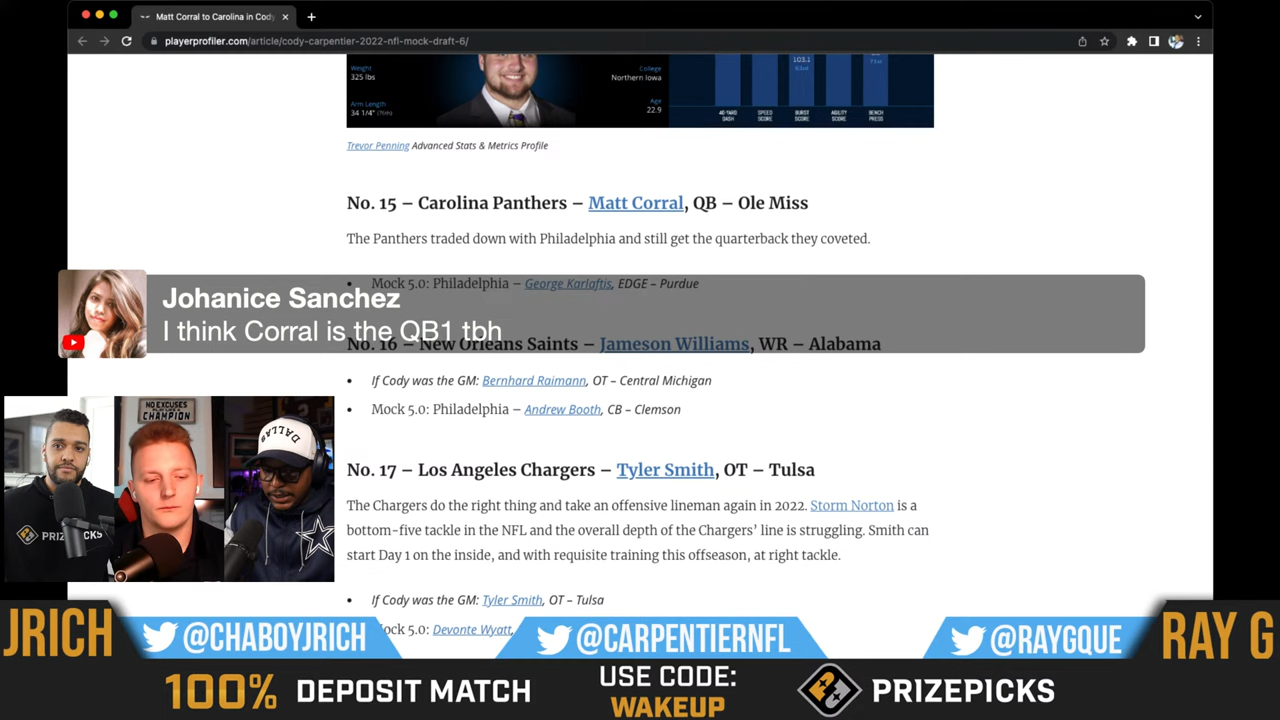 Matt Corral to Carolina in Cody
playerprofiler.com/article/cody-carpentier-2022-nfl-mock-draft-6/
Weight
325 lbs
Arm Length
34 1/4"
College
Northern Iowa
Age
22.9
103.1
40-YARD DASH
SPEED SCORE
BURST SCORE
AGILITY SCORE
BENCH PRESS
Trevor Penning Advanced Stats & Metrics Profile
No. 15 – Carolina Panthers – Matt Corral, QB – Ole Miss
The Panthers traded down with Philadelphia and still get the quarterback they coveted.
• Mock 5.0: Philadelphia – George Karlaftis, EDGE – Purdue
Johanice Sanchez
I think Corral is the QB1 tbh
No. 16 – New Orleans Saints – Jameson Williams, WR – Alabama
• If Cody was the GM: Bernhard Raimann, OT – Central Michigan
• Mock 5.0: Philadelphia – Andrew Booth, CB – Clemson
NO EXCUSES
PLAY LIKE A
CHAMPION
DALLAS
PRIZEPICKS
No. 17 – Los Angeles Chargers – Tyler Smith, OT – Tulsa
The Chargers do the right thing and take an offensive lineman again in 2022. Storm Norton is a
bottom-five tackle in the NFL and the overall depth of the Chargers' line is struggling. Smith can
start Day 1 on the inside, and with requisite training this offseason, at right tackle.
• If Cody was the GM: Tyler Smith, OT – Tulsa
ock 5.0: Devonte Wyatt,
JRICH
@CHABOYJRICH
@CARPENTIERNFL
@RAYGQUE
RAY G
100% DEPOSIT MATCH
USE CODE:
WAKEUP
PRIZEPICKS